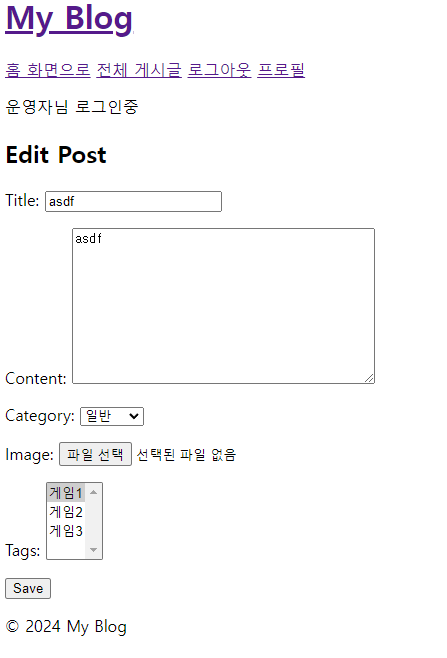 My Blog
홈 화면으로 전체 게시글 로그아웃 프로필
운영자님 로그인중
Edit Post
Title: asdf
Content: asdf
Category: 일반
Image: 파일 선택 선택된 파일 없음
Tags: 게임1
게임2
게임3
Save
© 2024 My Blog